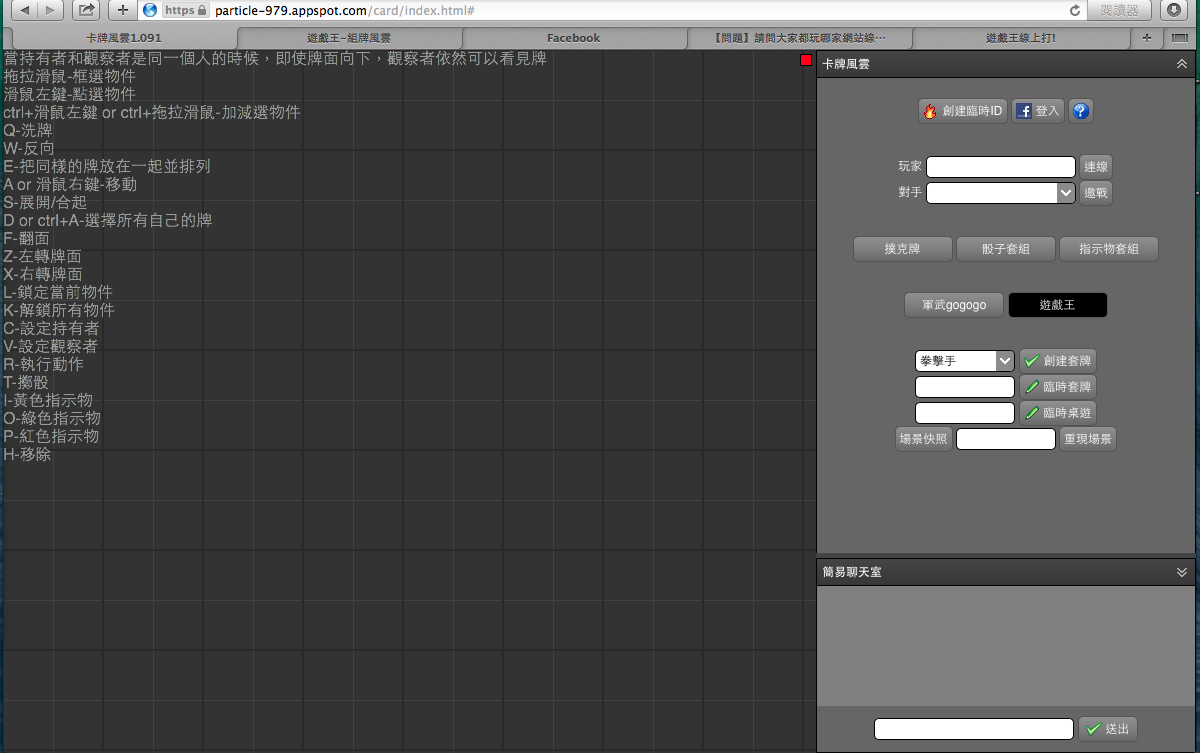 https particle-979.appspot.com/card/index.html#
閱讀器
卡牌風雲1.091
遊戲王-組牌風雲
Facebook
【問題】請問大家都玩哪家網站線…
遊戲王線上打!
當持有者和觀察者是同一個人的時候，即使牌面向下，觀察者依然可以看見牌
拖拉滑鼠-框選物件
滑鼠左鍵-點選物件
ctrl+滑鼠左鍵 or ctrl+拖拉滑鼠-加減選物件
Q-洗牌
W-反向
E-把同樣的牌放在一起並排列
A or 滑鼠右鍵-移動
S-展開/合起
D or ctrl+A-選擇所有自己的牌
F-翻面
Z-左轉牌面
X-右轉牌面
L-鎖定當前物件
K-解鎖所有物件
C-設定持有者
V-設定觀察者
R-執行動作
T-擲骰
I-黃色指示物
O-綠色指示物
P-紅色指示物
H-移除
卡牌風雲
創建臨時ID
登入
玩家
連線
對手
邀戰
撲克牌
骰子套組
指示物套組
軍武gogogo
遊戲王
拳擊手
創建套牌
臨時套牌
臨時桌遊
場景快照
重現場景
簡易聊天室
送出